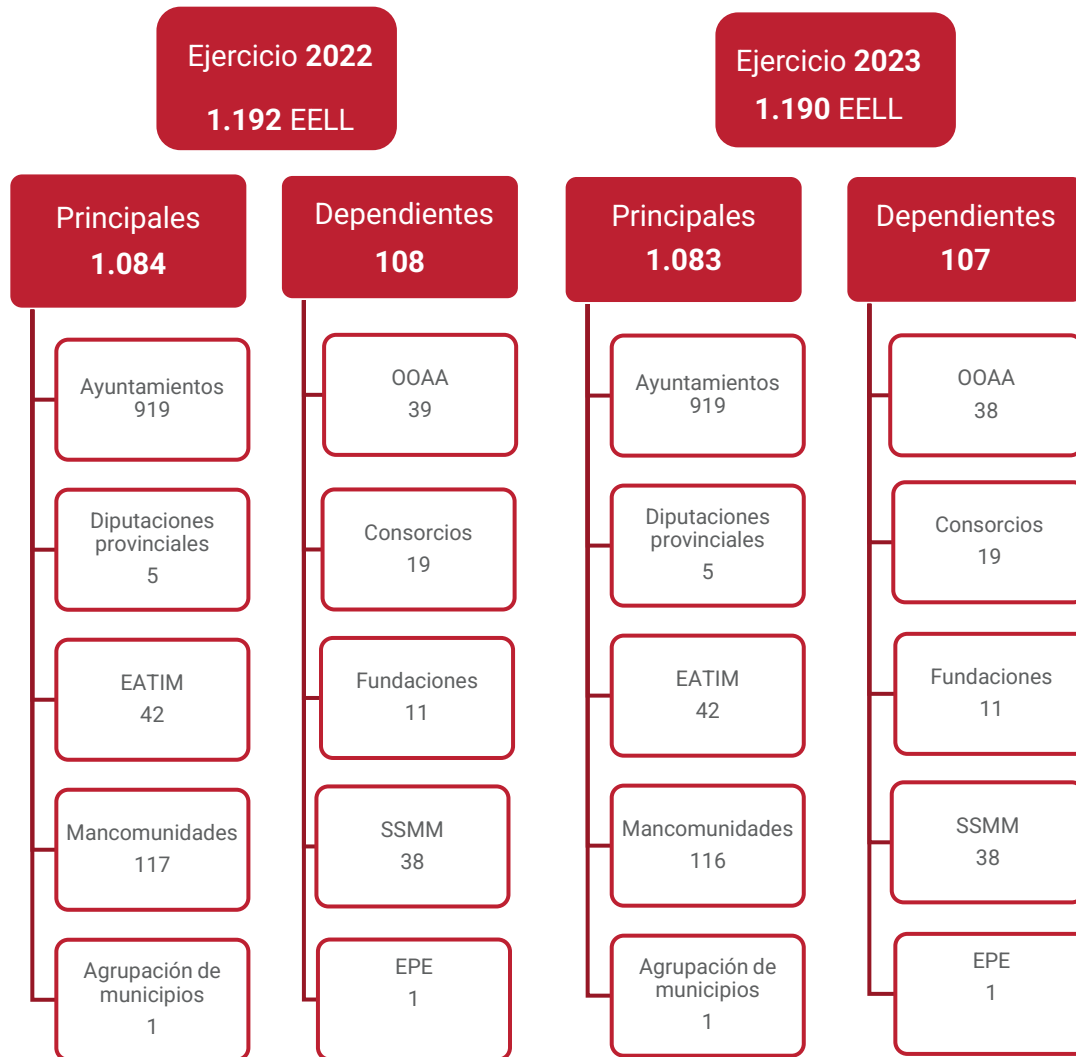 Ejercicio 2022
1.192 EELL
Principales
1.084
Ayuntamientos
919
Diputaciones
provinciales
5
EATIM
42
Mancomunidades
117
Agrupación de
municipios
1
Dependientes
108
OOAA
39
Consorcios
19
Fundaciones
11
SSMM
38
EPE
1
Ejercicio 2023
1.190 EELL
Principales
1.083
Ayuntamientos
919
Diputaciones
provinciales
5
EATIM
42
Mancomunidades
116
Agrupación de
municipios
1
Dependientes
107
OOAA
38
Consorcios
19
Fundaciones
11
SSMM
38
EPE
1